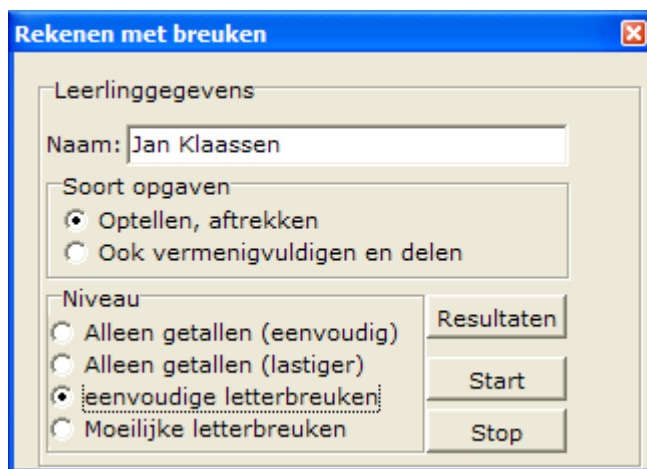 Rekenen met breuken
Leerlinggegevens
Naam: Jan Klaassen
Soort opgaven
Optellen, aftrekken
Ook vermenigvuldigen en delen
Niveau
Alleen getallen (eenvoudig)
Alleen getallen (lastiger)
eenvoudige letterbreuken
Moeilijke letterbreuken
Resultaten
Start
Stop